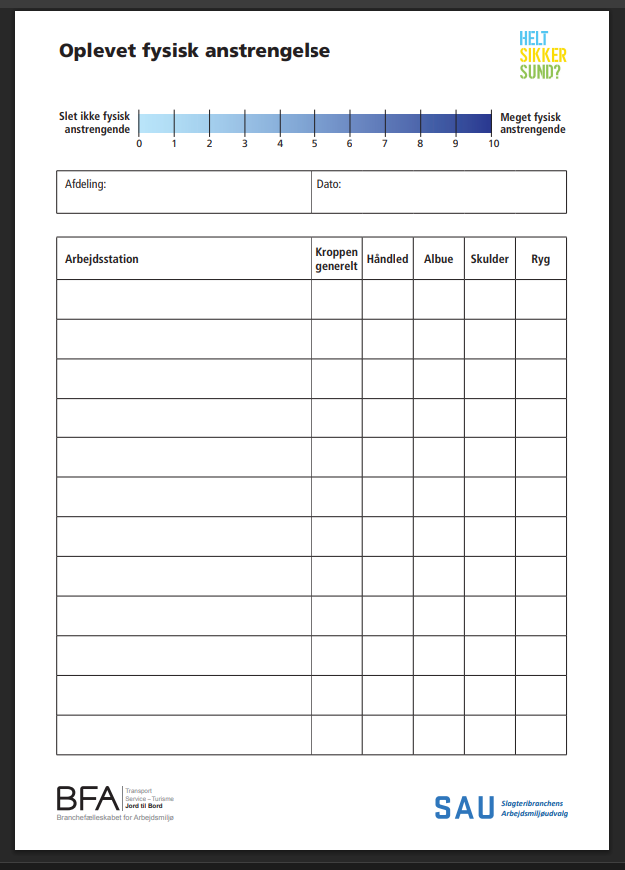 Oplevet fysisk anstrengelse
HELT
SIKKER
SUND?
Slet ikke fysisk
anstrengende
Meget fysisk
anstrengende
0 1 2 3 4 5 6 7 8 9 10
Afdeling: Dato:
Arbejdsstation Kroppen generelt Håndled Albue Skulder Ryg
BFA
Transport
Service – Turisme
Jord til Bord
Branchefælleskabet for Arbejdsmiljø
SAU
Slagteribranchens
Arbejdsmiljøudvalg